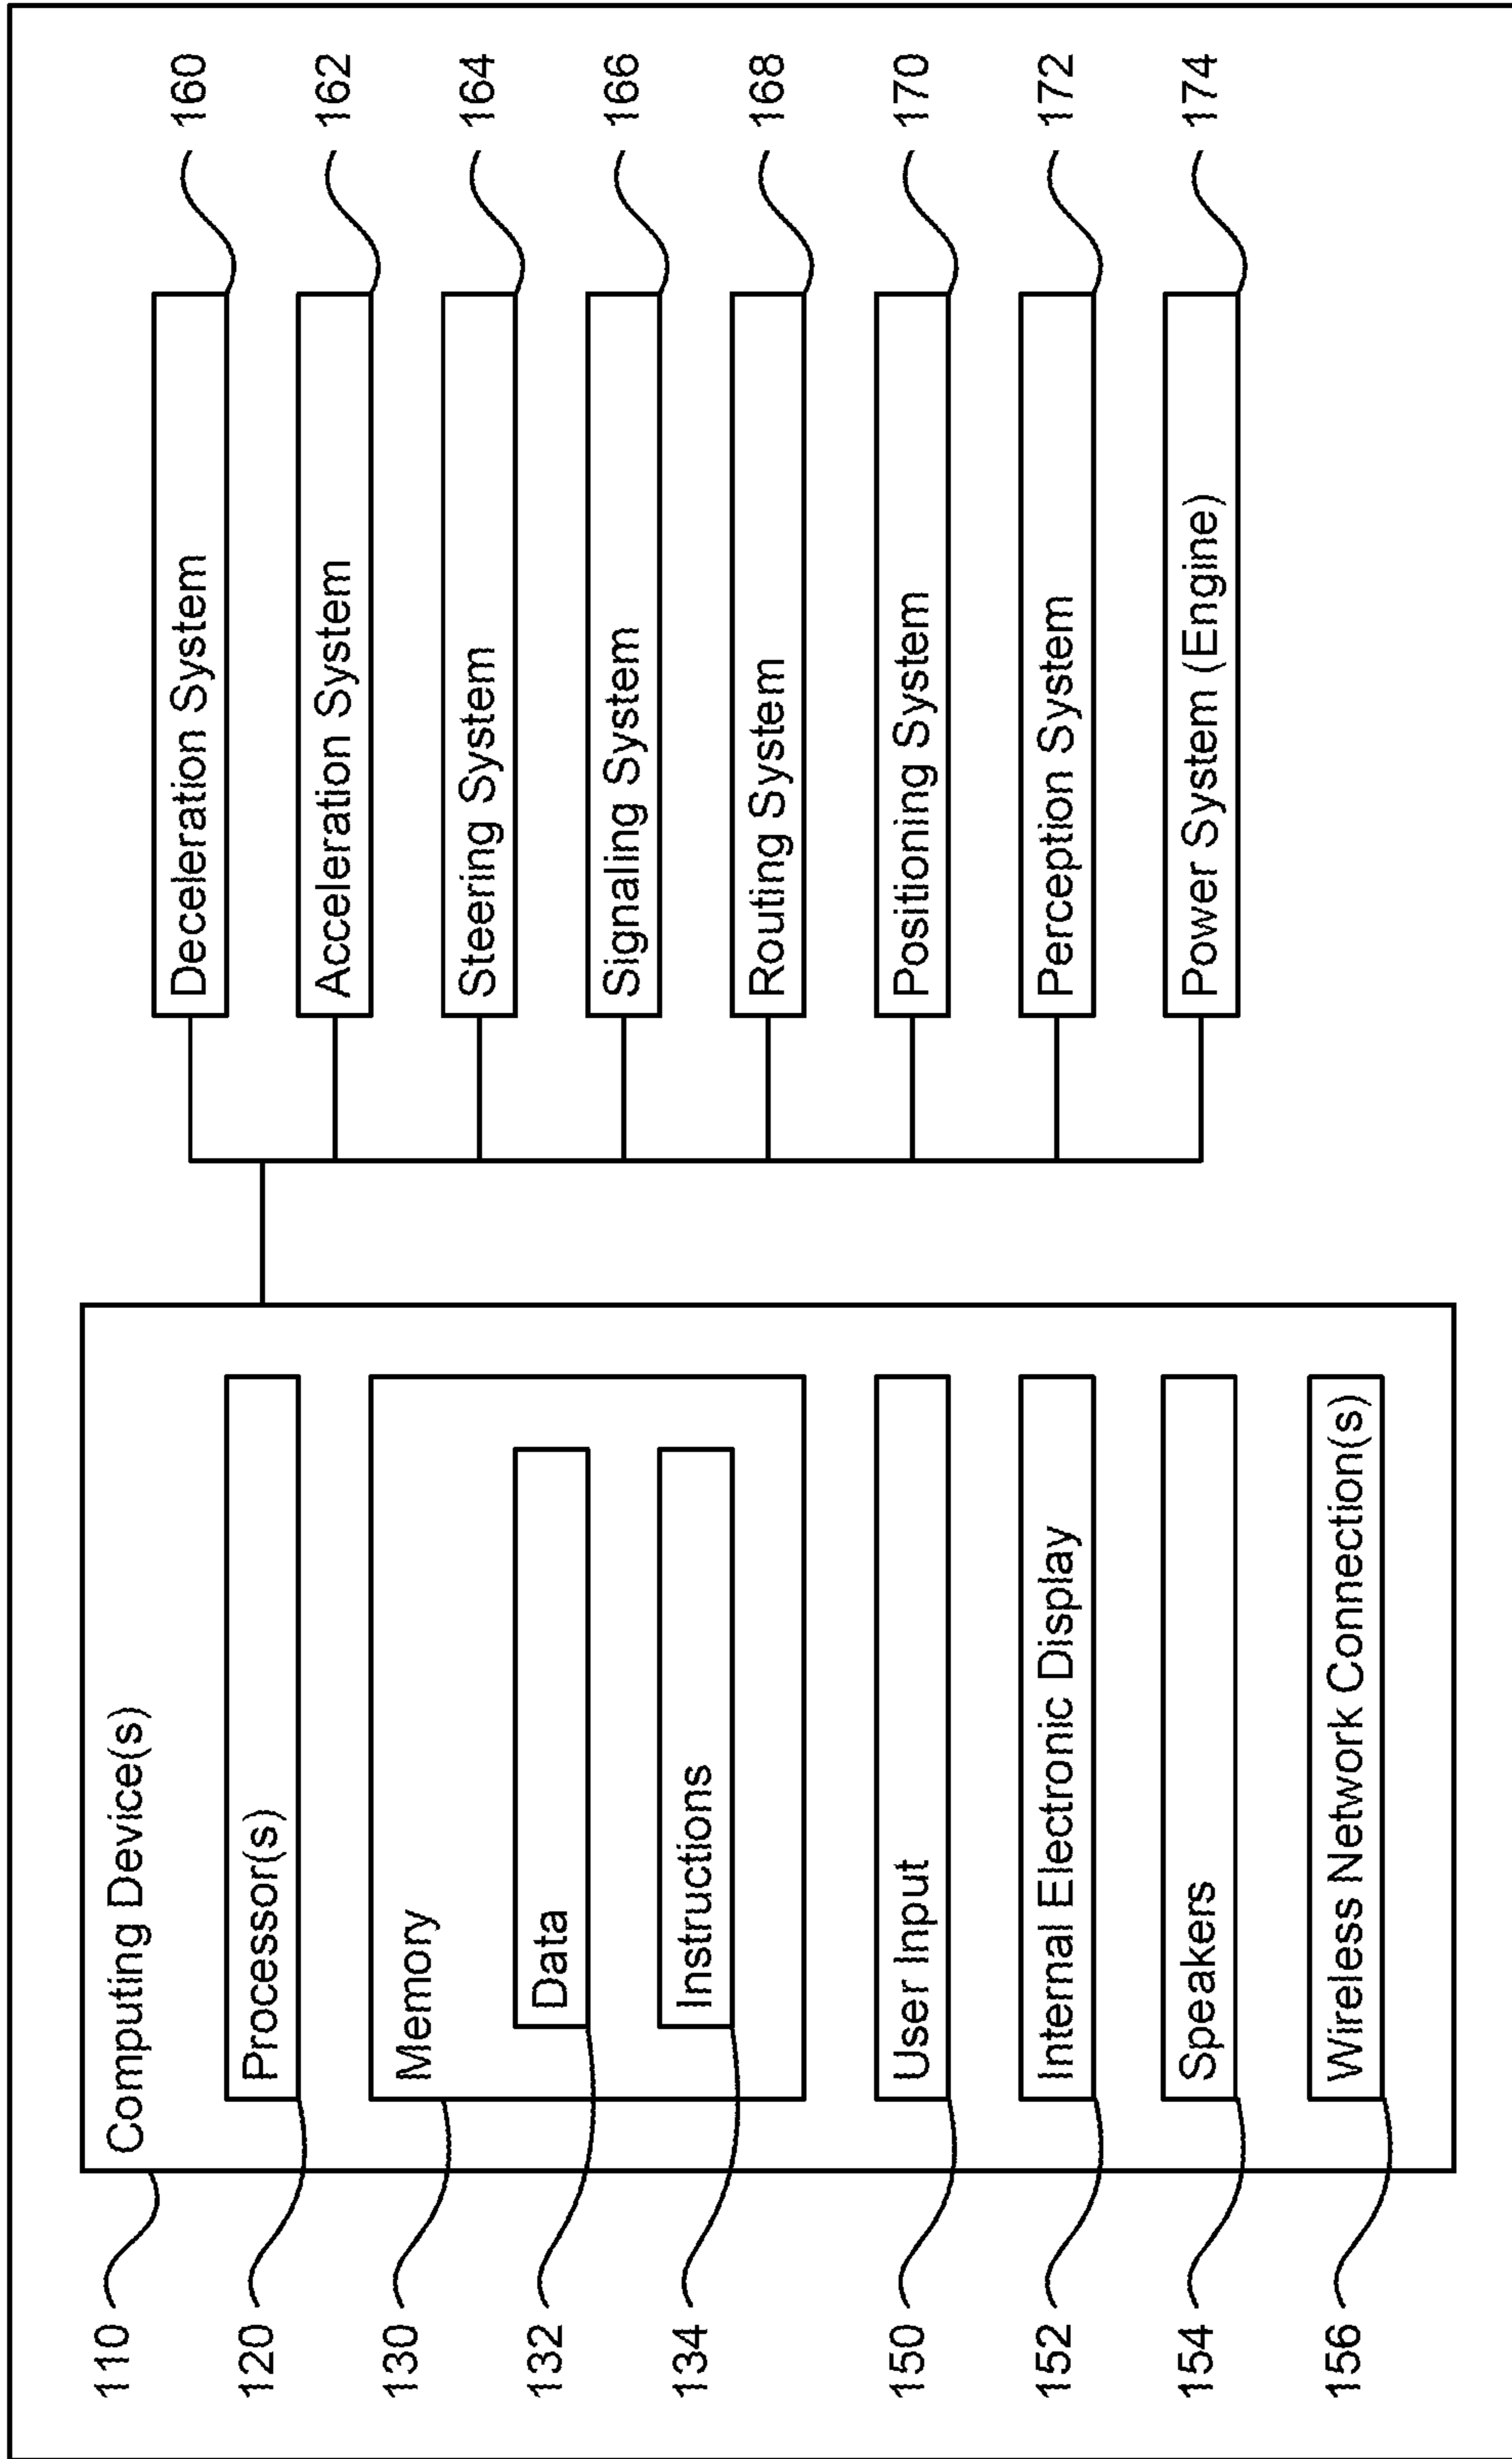 110
Computing Device(s)
120
Processor(s)
130
Memory
132
Data
134
Instructions
150
User Input
152
Internal Electronic Display
154
Speakers
156
Wireless Network Connection(s)
Deceleration System
160
Acceleration System
162
Steering System
164
Signaling System
166
Routing System
168
Positioning System
170
Perception System
172
Power System (Engine)
174